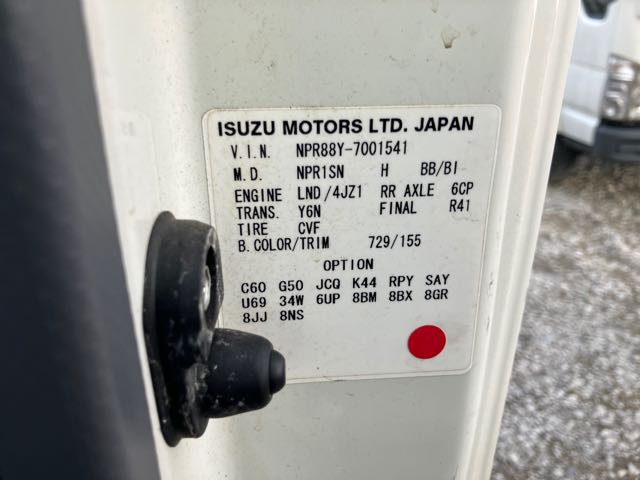 ISUZU MOTORS LTD. JAPAN
V.I.N. NPR88Y-7001541
M.D. NPR1SN H BB/BI
ENGINE LND/4JZ1 RR AXLE 6CP
TRANS. Y6N FINAL R41
TIRE CVF
B.COLOR/TRIM 729/155
OPTION
C60 G50 JCQ K44 RPY SAY
U69 34W 6UP 8BM 8BX 8GR
8JJ 8NS